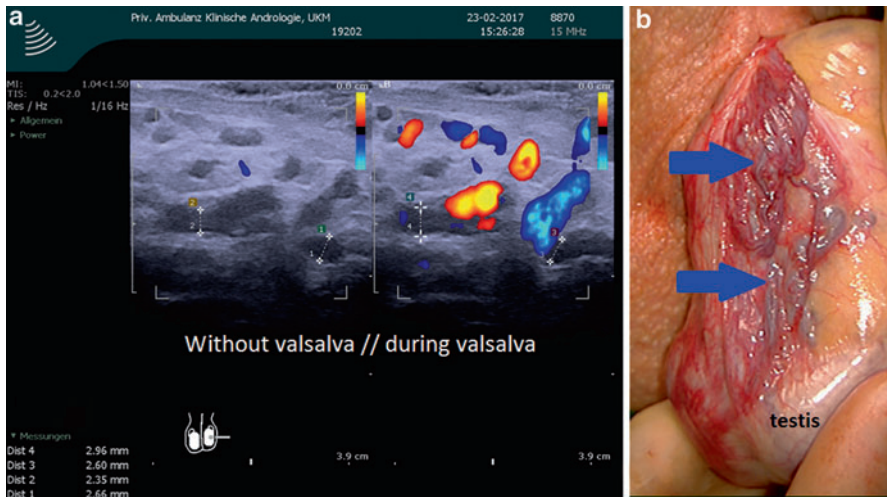 a
Priv. Ambulanz Klinische Andrologie, UKM
23-02-2017
8870
19202
15:26:28
15 MHz
MI: 1.04<1.50
TIS: 0.2<2.0
Res / Hz 1/16 Hz
▸ Allgemein
▸ Power
0.0 cm
0.0 cm
2
2
1
1
4
4
3
Without valsalva // during valsalva
▾ Messungen
Dist 4 2.96 mm
Dist 3 2.60 mm
Dist 2 2.35 mm
Dist 1 2.66 mm
3.9 cm
3.9 cm
b
testis